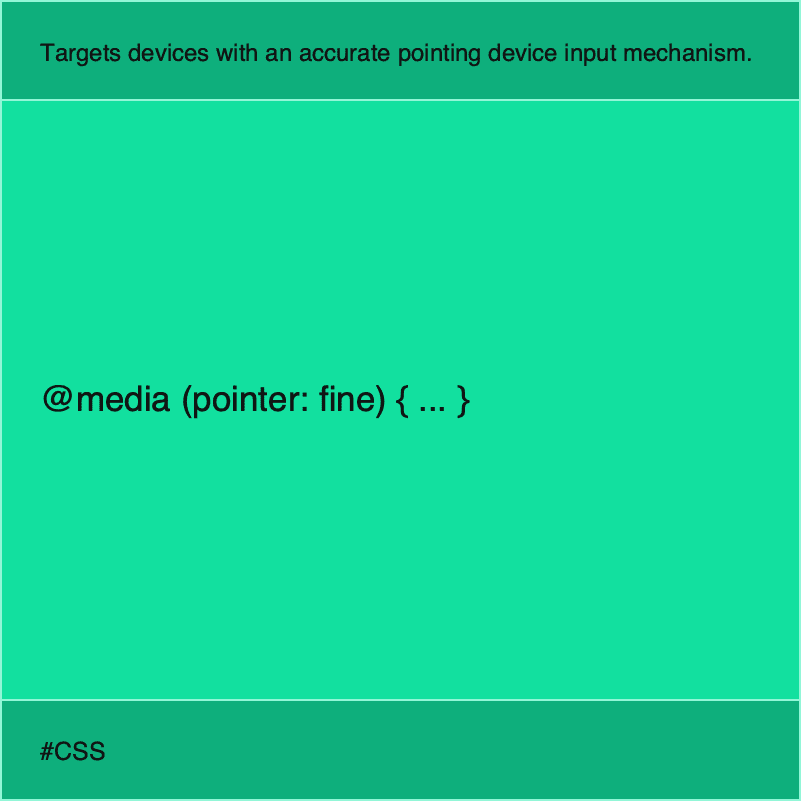 Targets devices with an accurate pointing device input mechanism.
@media (pointer: fine) { ... }
#CSS